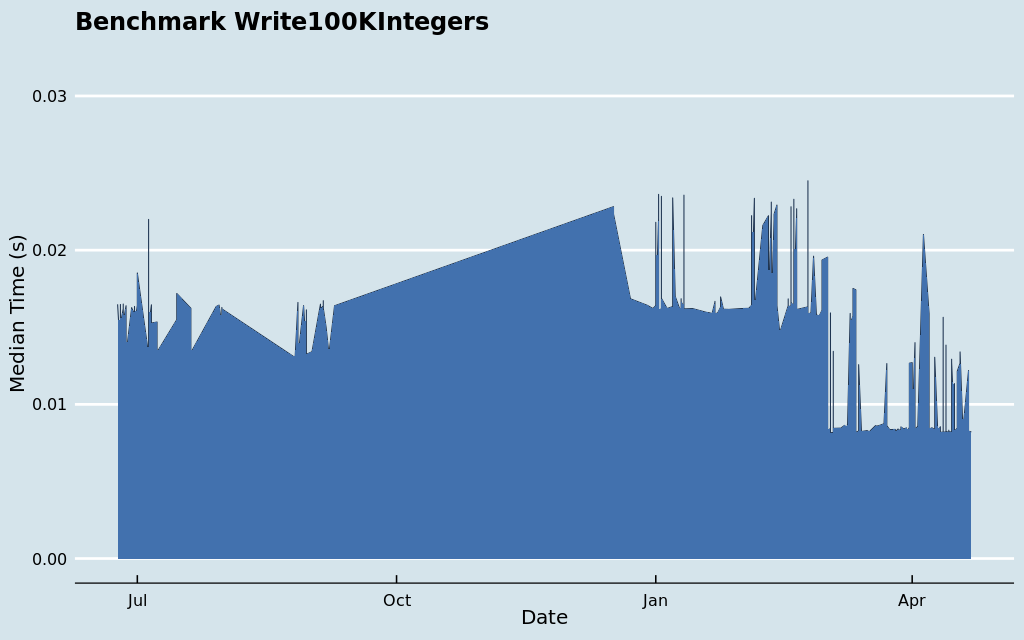 Benchmark Write100KIntegers
Median Time (s)
0.03
0.02
0.01
0.00
Jul
Oct
Jan
Apr
Date